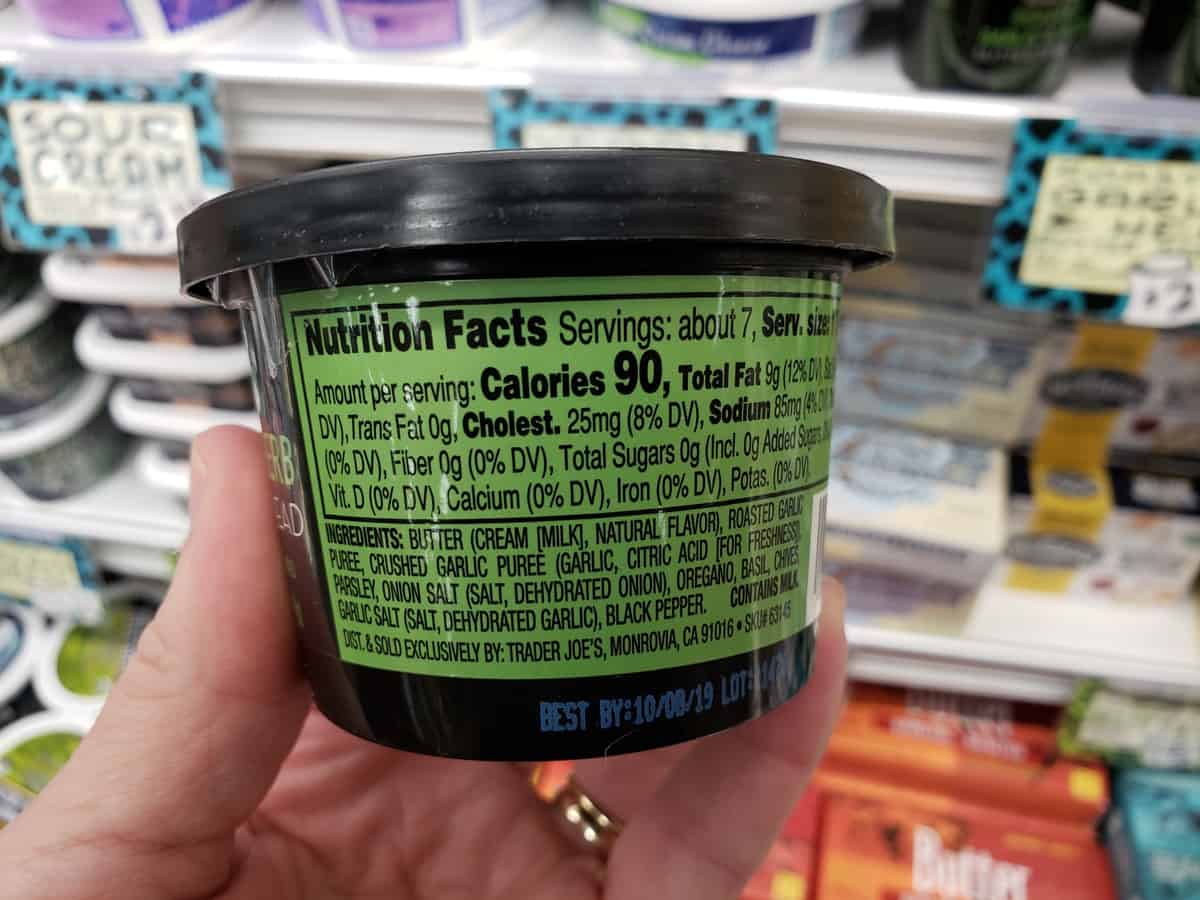 SOUR
CREAM
Nutrition Facts Servings: about 7, Serv. size: 1
Amount per serving: Calories 90, Total Fat 9g (12% DV), Sa
DV), Trans Fat 0g, Cholest. 25mg (8% DV), Sodium 85mg (4% D
(0% DV), Fiber 0g (0% DV), Total Sugars 0g (Incl. 0g Added Sugars,
Vit. D (0% DV), Calcium (0% DV), Iron (0% DV), Potas. (0% DV).
INGREDIENTS: BUTTER (CREAM [MILK], NATURAL FLAVOR), ROASTED GARLIC
PUREE, CRUSHED GARLIC PUREE (GARLIC, CITRIC ACID [FOR FRESHNESS]),
PARSLEY, ONION SALT (SALT, DEHYDRATED ONION), OREGANO, BASIL, CHIVES,
GARLIC SALT (SALT, DEHYDRATED GARLIC), BLACK PEPPER. CONTAINS MILK.
DIST. & SOLD EXCLUSIVELY BY: TRADER JOE'S, MONROVIA, CA 91016 • SKU# 63145
ERB
EAD
BEST BY:10/08/19 LOT:
Butter